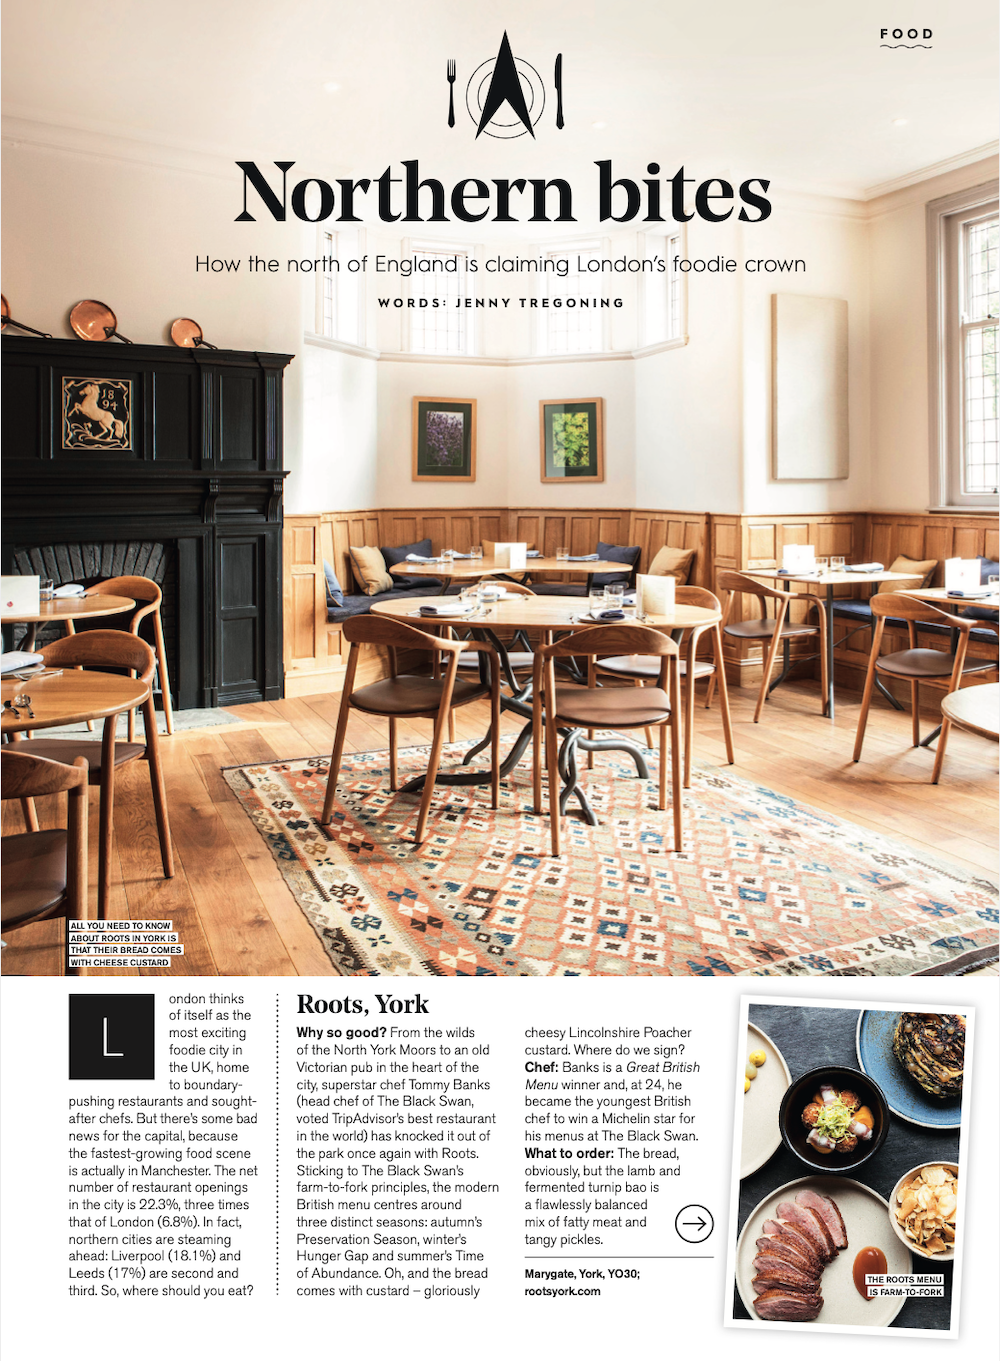 FOOD
Northern bites
How the north of England is claiming London's foodie crown
WORDS: JENNY TREGONING
18
94
ALL YOU NEED TO KNOW
ABOUT ROOTS IN YORK IS
THAT THEIR BREAD COMES
WITH CHEESE CUSTARD
London thinks
of itself as the
most exciting
foodie city in
the UK, home
to boundary-
pushing restaurants and sought-
after chefs. But there's some bad
news for the capital, because
the fastest-growing food scene
is actually in Manchester. The net
number of restaurant openings
in the city is 22.3%, three times
that of London (6.8%). In fact,
northern cities are steaming
ahead: Liverpool (18.1%) and
Leeds (17%) are second and
third. So, where should you eat?
Roots, York
Why so good? From the wilds
of the North York Moors to an old
Victorian pub in the heart of the
city, superstar chef Tommy Banks
(head chef of The Black Swan,
voted TripAdvisor's best restaurant
in the world) has knocked it out of
the park once again with Roots.
Sticking to The Black Swan's
farm-to-fork principles, the modern
British menu centres around
three distinct seasons: autumn's
Preservation Season, winter's
Hunger Gap and summer's Time
of Abundance. Oh, and the bread
comes with custard – gloriously
cheesy Lincolnshire Poacher
custard. Where do we sign?
Chef: Banks is a Great British
Menu winner and, at 24, he
became the youngest British
chef to win a Michelin star for
his menus at The Black Swan.
What to order: The bread,
obviously, but the lamb and
fermented turnip bao is
a flawlessly balanced
mix of fatty meat and
tangy pickles.
Marygate, York, YO30;
rootsyork.com
THE ROOTS MENU
IS FARM-TO-FORK